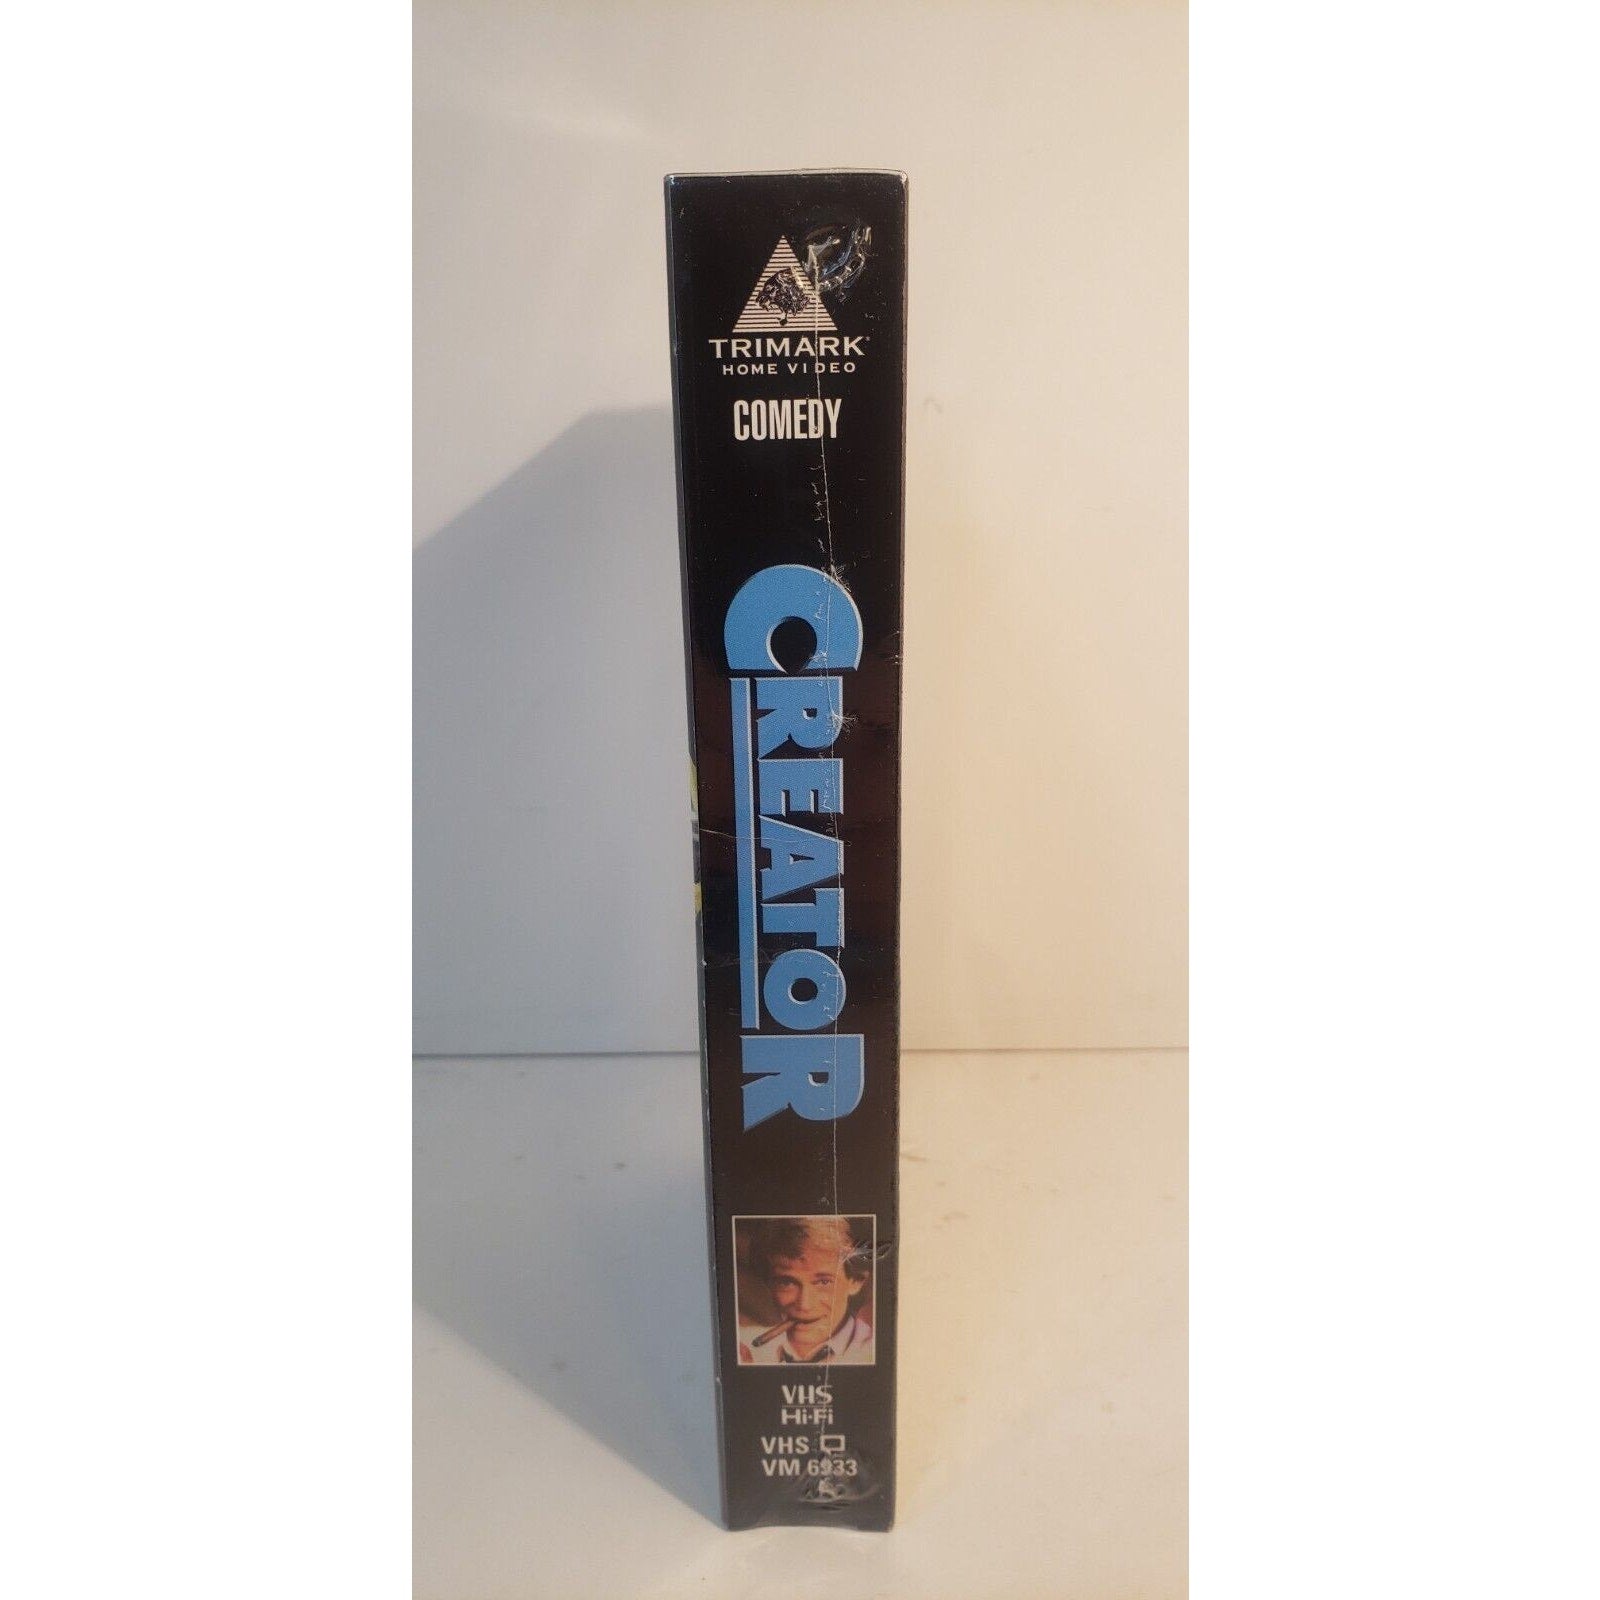 TRIMARK®
HOME VIDEO
COMEDY
CREATOR
VHS
Hi-Fi
VHS
VM 6933